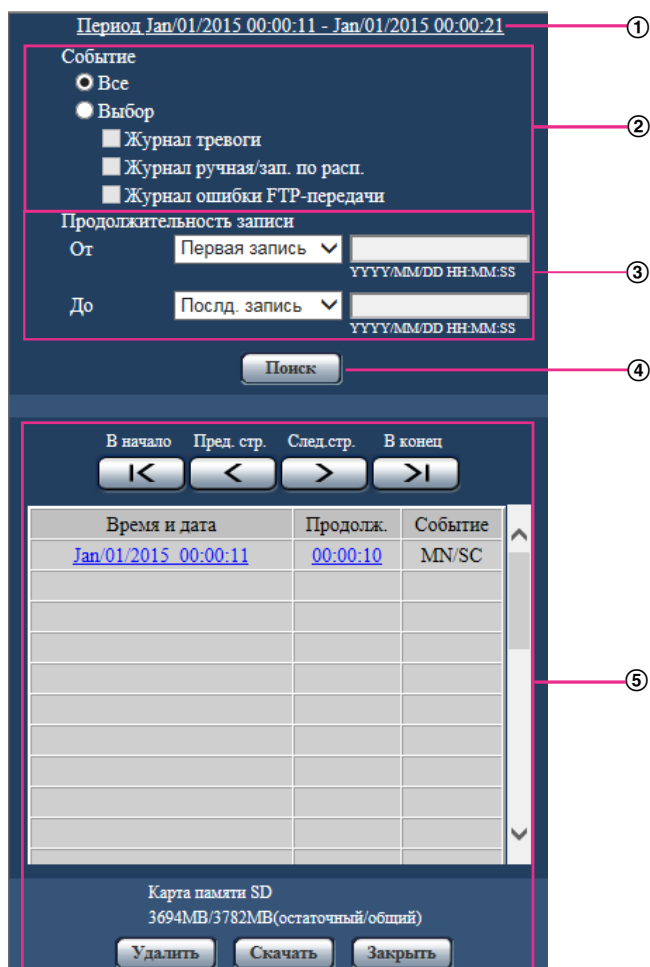 Период Jan/01/2015 00:00:11 - Jan/01/2015 00:00:21
①
Событие
Все
Выбор
②
Журнал тревоги
Журнал ручная/зап. по расп.
Журнал ошибки FTP-передачи
Продолжительность записи
От Первая запись
YYYY/MM/DD HH:MM:SS
③
До Послд. запись
YYYY/MM/DD HH:MM:SS
Поиск
④
В начало Пред. стр. След.стр. В конец
Время и дата Продолж. Событие
Jan/01/2015 00:00:11 00:00:10 MN/SC
⑤
Карта памяти SD
3694MB/3782MB(остаточный/общий)
Удалить Скачать Закрыть